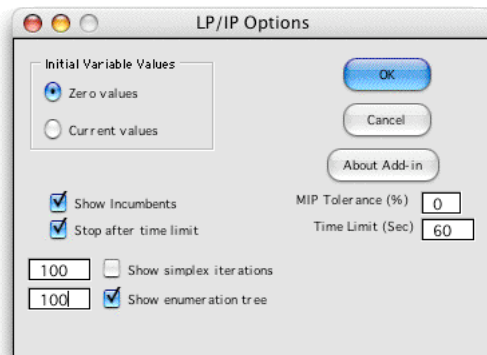 LP/IP Options
Initial Variable Values
Zero values
Current values
OK
Cancel
About Add-in
Show Incumbents
Stop after time limit
MIP Tolerance (%) 0
Time Limit (Sec) 60
100 Show simplex iterations
100 Show enumeration tree